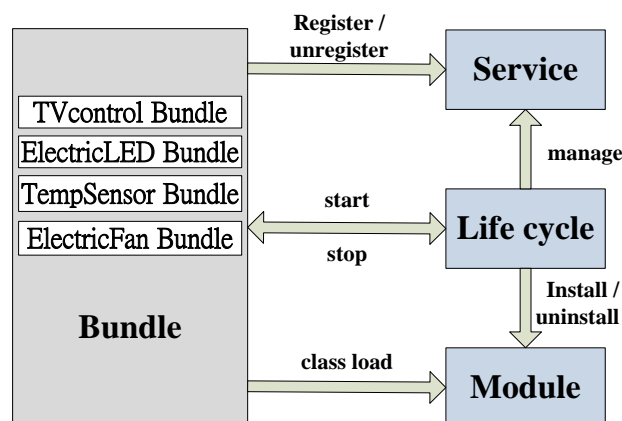 Register /
unregister
Service
TVcontrol Bundle
ElectricLED Bundle
TempSensor Bundle
ElectricFan Bundle
Bundle
manage
start
stop
Life cycle
Install /
uninstall
class load
Module